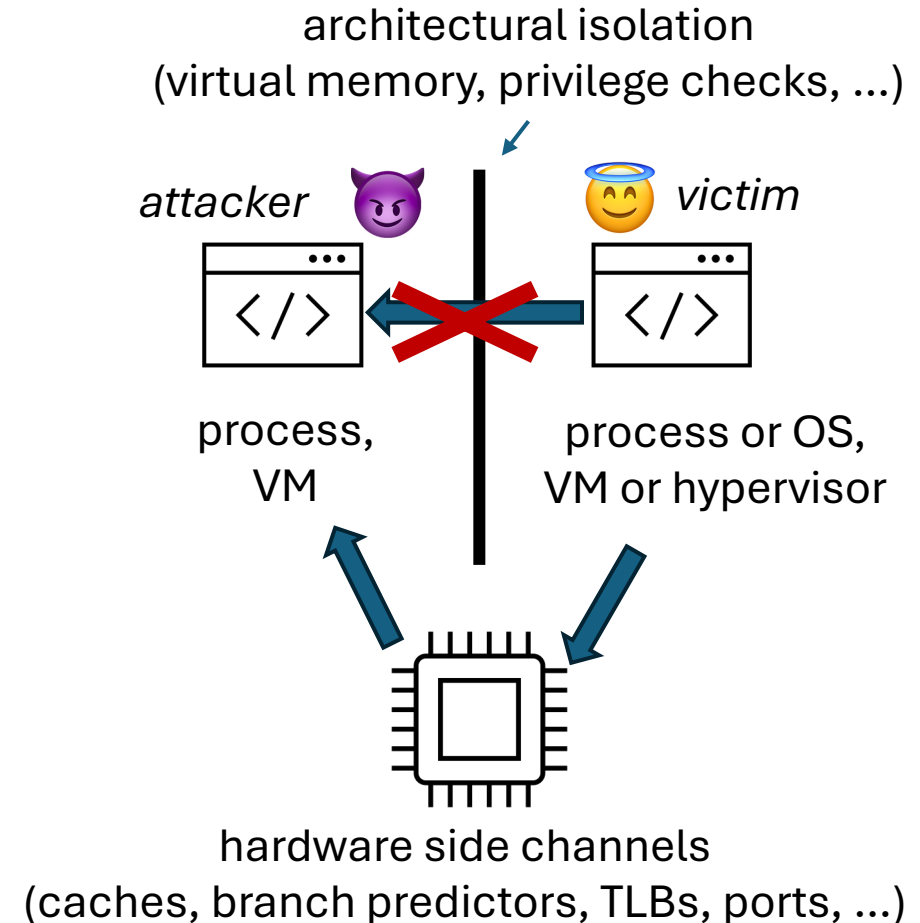 architectural isolation
(virtual memory, privilege checks, ...)
attacker
victim
</>
</>
process,
VM
process or OS,
VM or hypervisor
hardware side channels
(caches, branch predictors, TLBs, ports, ...)